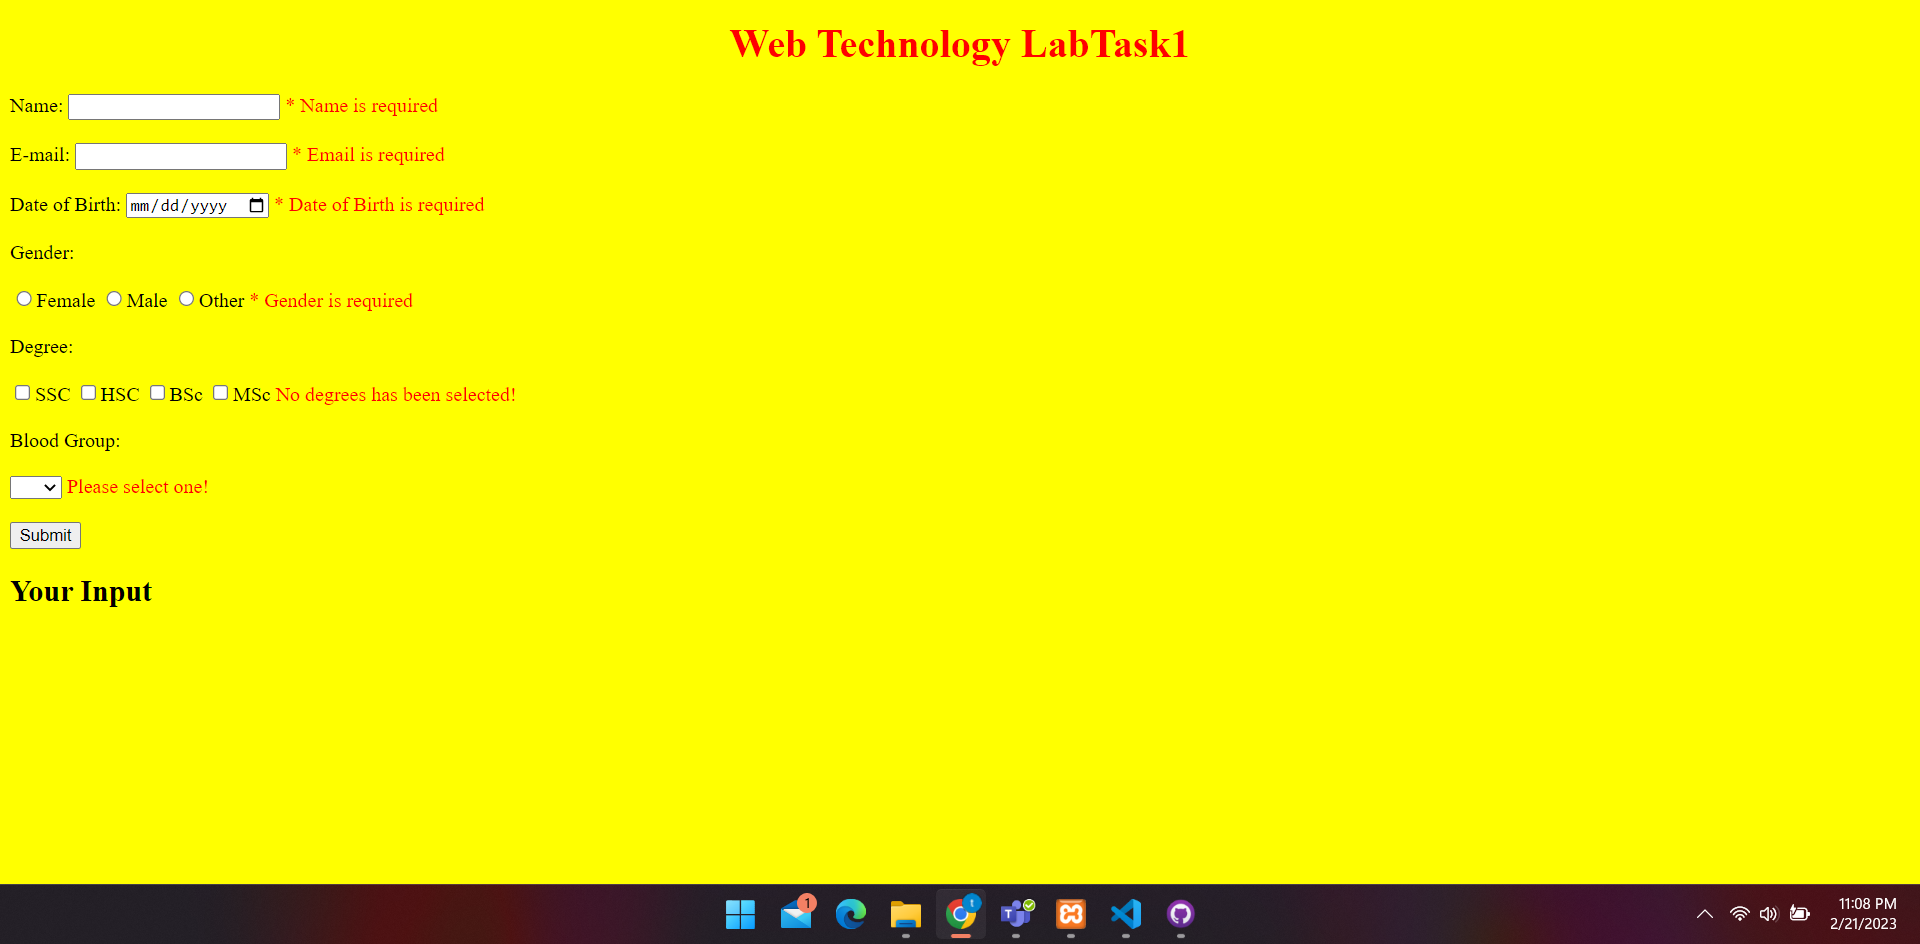 Web Technology LabTask1
Name: * Name is required
E-mail: * Email is required
Date of Birth: mm/dd/yyyy * Date of Birth is required
Gender:
Female Male Other * Gender is required
Degree:
SSC HSC BSc MSc No degrees has been selected!
Blood Group:
Please select one!
Submit
Your Input
1
t
T
11:08 PM
2/21/2023